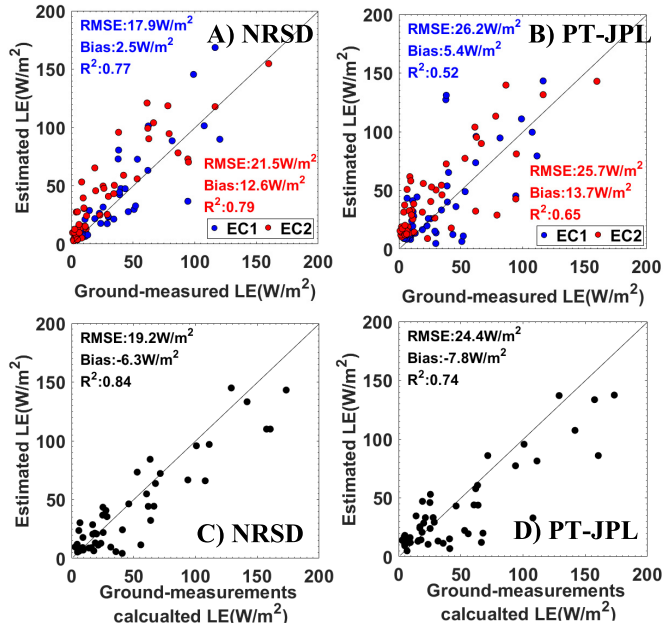 A) NRSD
RMSE:17.9W/m²
Bias:2.5W/m²
R²:0.77
RMSE:21.5W/m²
Bias:12.6W/m²
R²:0.79
EC1 EC2
Estimated LE(W/m²)
200
150
100
50
0
0 50 100 150 200
Ground-measured LE(W/m²)
B) PT-JPL
RMSE:26.2W/m²
Bias:5.4W/m²
R²:0.52
RMSE:25.7W/m²
Bias:13.7W/m²
R²:0.65
EC1 EC2
Estimated LE(W/m²)
200
150
100
50
0
0 50 100 150 200
Ground-measured LE(W/m²)
RMSE:19.2W/m²
Bias:-6.3W/m²
R²:0.84
C) NRSD
Estimated LE(W/m²)
200
150
100
50
0
0 50 100 150 200
Ground-measurements
calcualted LE(W/m²)
RMSE:24.4W/m²
Bias:-7.8W/m²
R²:0.74
D) PT-JPL
Estimated LE(W/m²)
200
150
100
50
0
0 50 100 150 200
Ground-measurements
calcualted LE(W/m²)